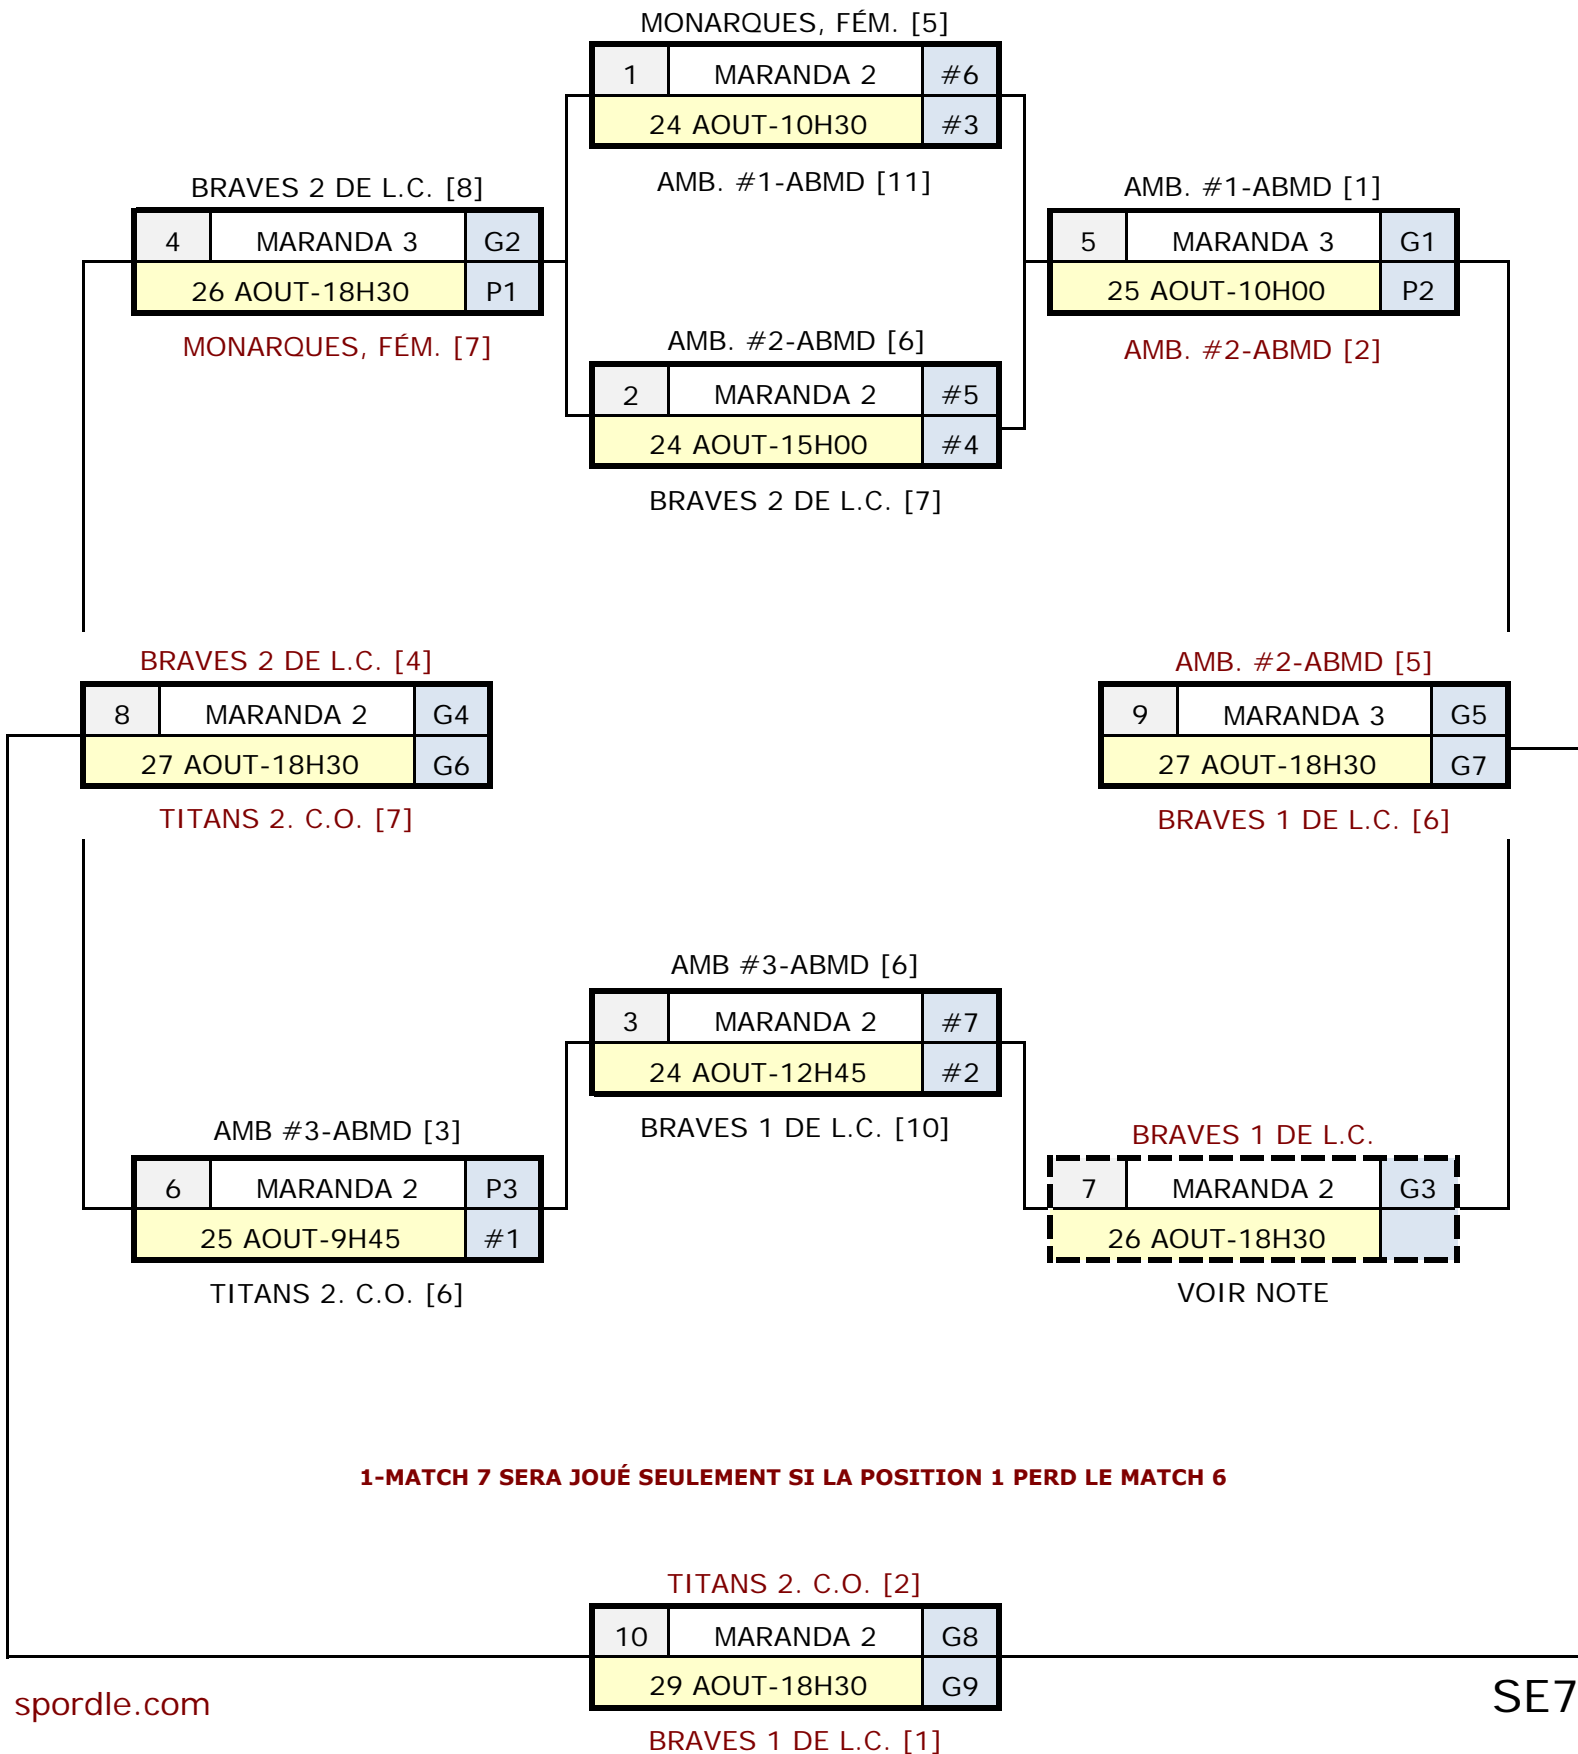 MONARQUES, FÉM. [5]
1 MARANDA 2 #6
24 AOUT-10H30 #3
AMB. #1-ABMD [11]
BRAVES 2 DE L.C. [8]
4 MARANDA 3 G2
26 AOUT-18H30 P1
MONARQUES, FÉM. [7]
AMB. #1-ABMD [1]
5 MARANDA 3 G1
25 AOUT-10H00 P2
AMB. #2-ABMD [2]
AMB. #2-ABMD [6]
2 MARANDA 2 #5
24 AOUT-15H00 #4
BRAVES 2 DE L.C. [7]
BRAVES 2 DE L.C. [4]
8 MARANDA 2 G4
27 AOUT-18H30 G6
TITANS 2. C.O. [7]
AMB. #2-ABMD [5]
9 MARANDA 3 G5
27 AOUT-18H30 G7
BRAVES 1 DE L.C. [6]
AMB #3-ABMD [6]
3 MARANDA 2 #7
24 AOUT-12H45 #2
BRAVES 1 DE L.C. [10]
AMB #3-ABMD [3]
6 MARANDA 2 P3
25 AOUT-9H45 #1
TITANS 2. C.O. [6]
BRAVES 1 DE L.C.
7 MARANDA 2 G3
26 AOUT-18H30
VOIR NOTE
1-MATCH 7 SERA JOUÉ SEULEMENT SI LA POSITION 1 PERD LE MATCH 6
TITANS 2. C.O. [2]
10 MARANDA 2 G8
29 AOUT-18H30 G9
BRAVES 1 DE L.C. [1]
spordle.com
SE7